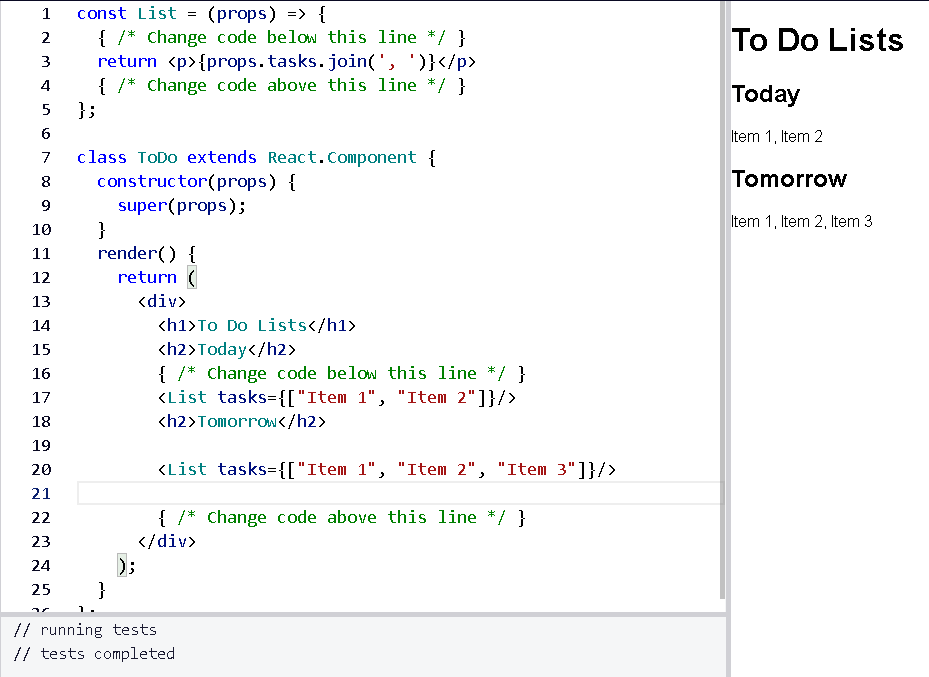 1 const List = (props) => {
2 { /* Change code below this line */ }
3 return <p>{props.tasks.join(', ')}</p>
4 { /* Change code above this line */ }
5 };
6
7 class ToDo extends React.Component {
8 constructor(props) {
9 super(props);
10 }
11 render() {
12 return (
13 <div>
14 <h1>To Do Lists</h1>
15 <h2>Today</h2>
16 { /* Change code below this line */ }
17 <List tasks={["Item 1", "Item 2"]}/>
18 <h2>Tomorrow</h2>
19
20 <List tasks={["Item 1", "Item 2", "Item 3"]}/>
21
22 { /* Change code above this line */ }
23 </div>
24 );
25 }
26 };
// running tests
// tests completed
To Do Lists
Today
Item 1, Item 2
Tomorrow
Item 1, Item 2, Item 3